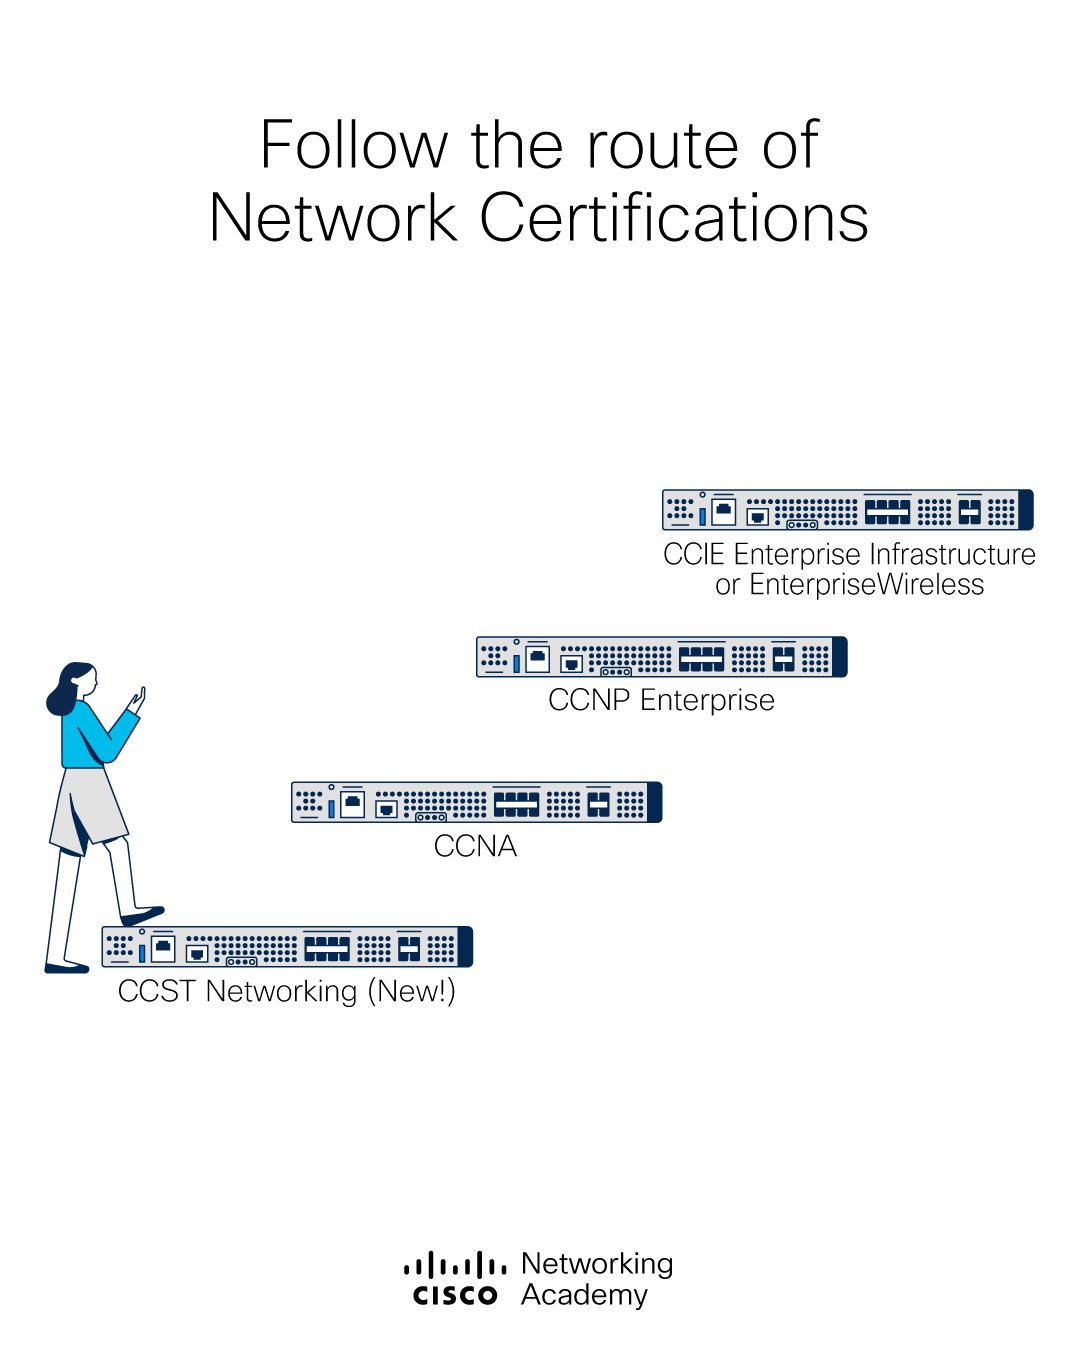 Follow the route of
Network Certifications
CCIE Enterprise Infrastructure
or EnterpriseWireless
CCNP Enterprise
CCNA
CCST Networking (New!)
CISCO
Networking
Academy